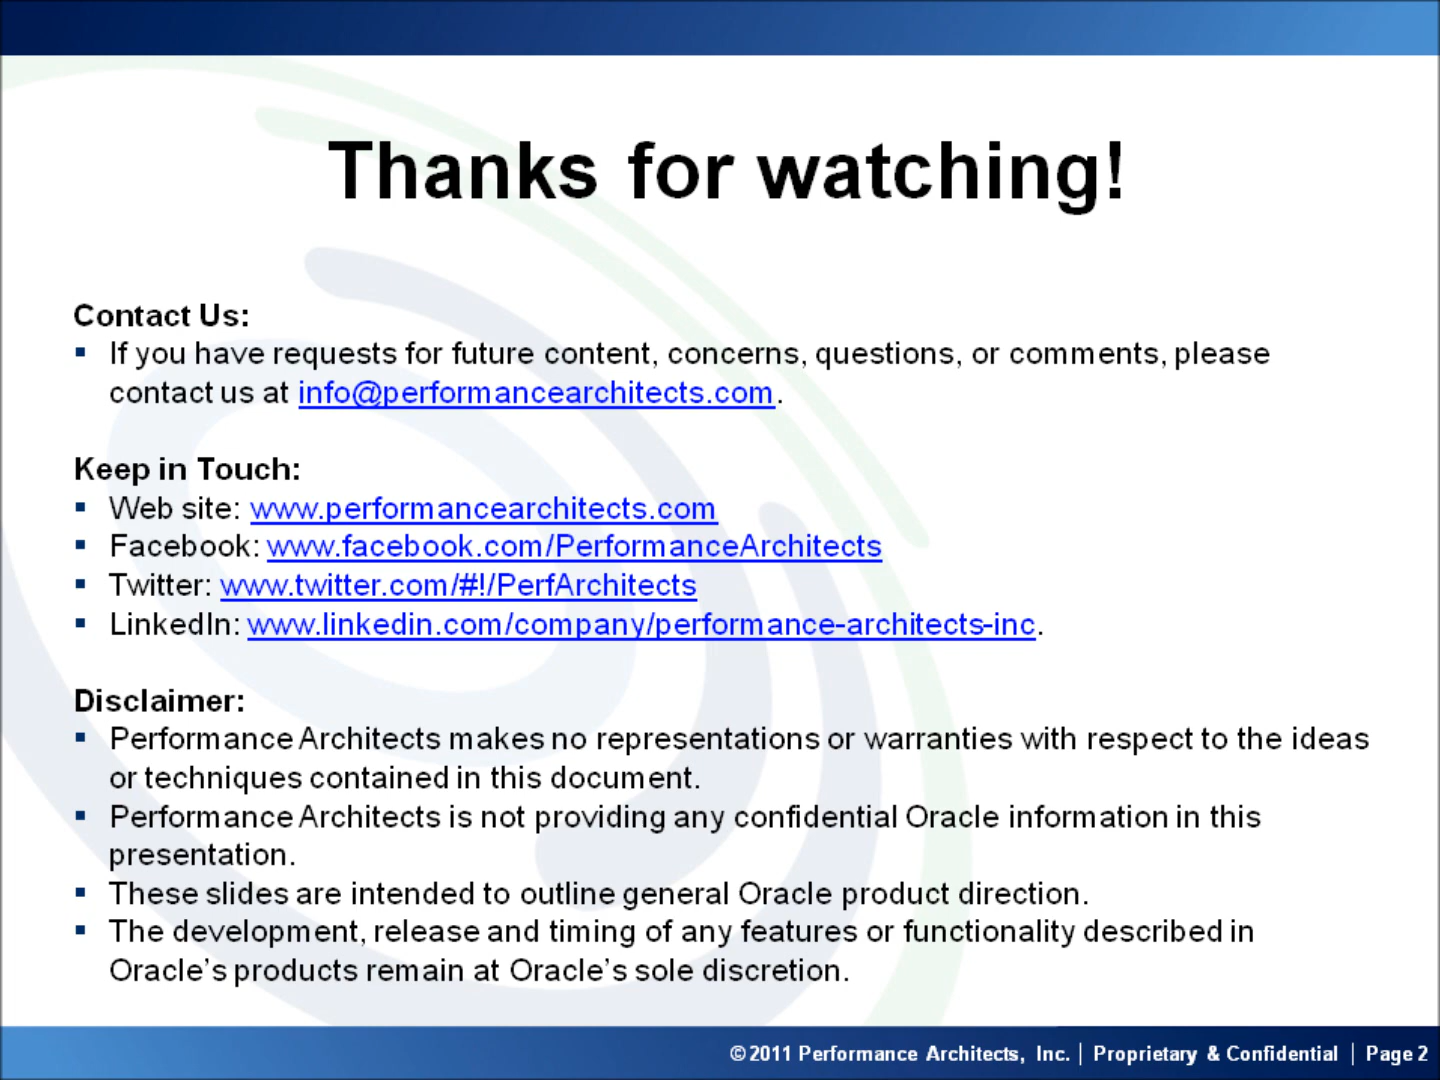 Thanks for watching!
Contact Us:
▪ If you have requests for future content, concerns, questions, or comments, please
contact us at info@performancearchitects.com.
Keep in Touch:
▪ Web site: www.performancearchitects.com
▪ Facebook: www.facebook.com/PerformanceArchitects
▪ Twitter: www.twitter.com/#!/PerfArchitects
▪ LinkedIn: www.linkedin.com/company/performance-architects-inc.
Disclaimer:
▪ Performance Architects makes no representations or warranties with respect to the ideas
or techniques contained in this document.
▪ Performance Architects is not providing any confidential Oracle information in this
presentation.
▪ These slides are intended to outline general Oracle product direction.
▪ The development, release and timing of any features or functionality described in
Oracle’s products remain at Oracle’s sole discretion.
©2011 Performance Architects, Inc. | Proprietary & Confidential | Page 2